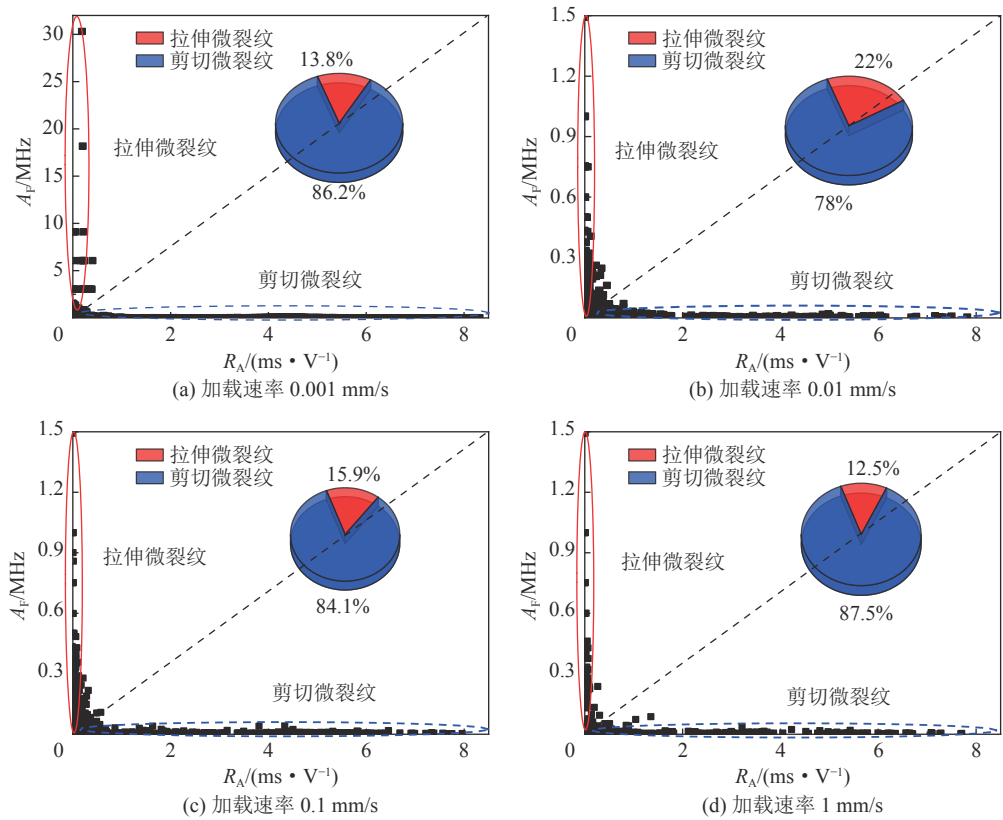 30
25
20
15
10
5
0
2
4
6
8
A_F/MHz
拉伸微裂纹
剪切微裂纹
13.8%
86.2%
拉伸微裂纹
剪切微裂纹
R_A/(ms·V⁻¹)
(a) 加载速率 0.001 mm/s
1.5
1.2
0.9
0.6
0.3
0
2
4
6
8
A_F/MHz
拉伸微裂纹
剪切微裂纹
22%
78%
拉伸微裂纹
剪切微裂纹
R_A/(ms·V⁻¹)
(b) 加载速率 0.01 mm/s
1.5
1.2
0.9
0.6
0.3
0
2
4
6
8
A_F/MHz
拉伸微裂纹
剪切微裂纹
15.9%
84.1%
拉伸微裂纹
剪切微裂纹
R_A/(ms·V⁻¹)
(c) 加载速率 0.1 mm/s
1.5
1.2
0.9
0.6
0.3
0
2
4
6
8
A_F/MHz
拉伸微裂纹
剪切微裂纹
12.5%
87.5%
拉伸微裂纹
剪切微裂纹
R_A/(ms·V⁻¹)
(d) 加载速率 1 mm/s